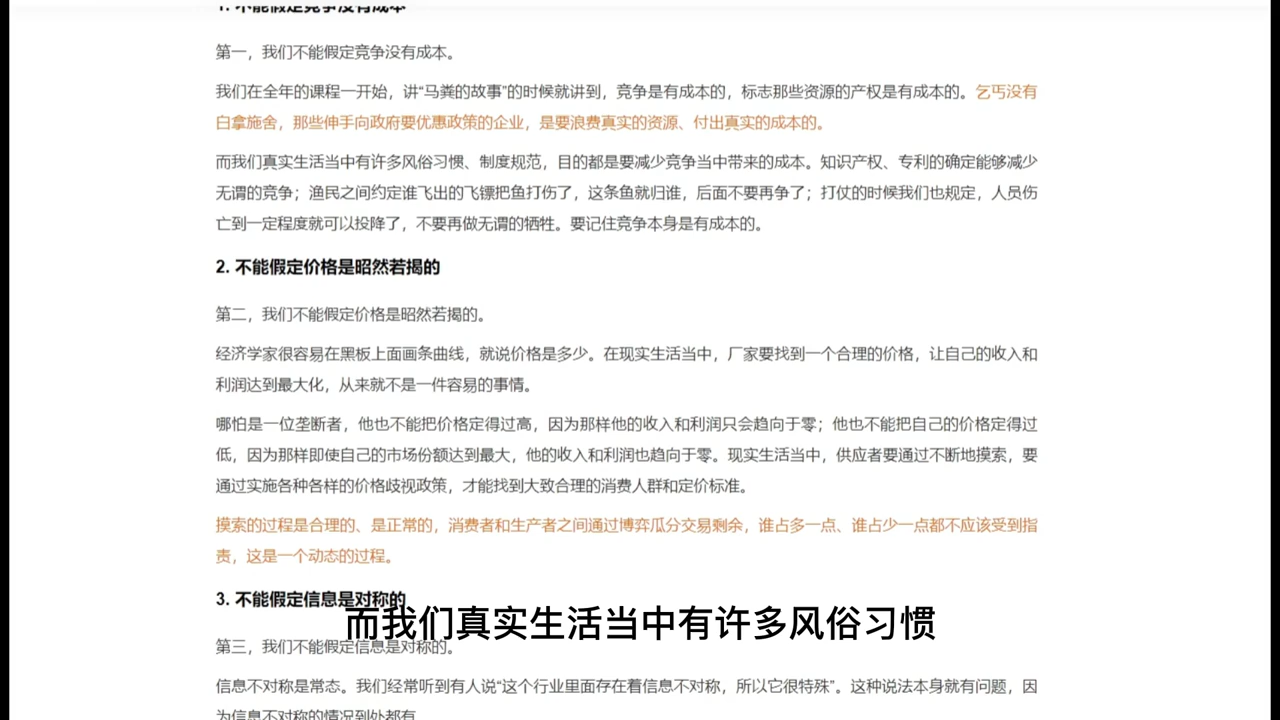 1. 不能假定竞争没有成本
第一，我们不能假定竞争没有成本。
我们在全年的课程一开始，讲“马粪的故事”的时候就讲到，竞争是有成本的，标志那些资源的产权是有成本的。乞丐没有
白拿施舍，那些伸手向政府要优惠政策的企业，是要浪费真实的资源、付出真实的成本的。
而我们真实生活当中有许多风俗习惯、制度规范，目的都是要减少竞争当中带来的成本。知识产权、专利的确定能够减少
无谓的竞争；渔民之间约定谁飞出的飞镖把鱼打伤了，这条鱼就归谁，后面不要再争了；打仗的时候我们也规定，人员伤
亡到一定程度就可以投降了，不要再做无谓的牺牲。要记住竞争本身是有成本的。
2. 不能假定价格是昭然若揭的
第二，我们不能假定价格是昭然若揭的。
经济学家很容易在黑板上面画条曲线，就说价格是多少。在现实生活当中，厂家要找到一个合理的价格，让自己的收入和
利润达到最大化，从来就不是一件容易的事情。
哪怕是一位垄断者，他也不能把价格定得过高，因为那样他的收入和利润只会趋向于零；他也不能把自己的价格定得过
低，因为那样即使自己的市场份额达到最大，他的收入和利润也趋向于零。现实生活当中，供应者要通过不断地摸索，要
通过实施各种各样的价格歧视政策，才能找到大致合理的消费人群和定价标准。
摸索的过程是合理的、是正常的，消费者和生产者之间通过博弈瓜分交易剩余，谁占多一点、谁占少一点都不应该受到指
责，这是一个动态的过程。
3. 不能假定信息是对称的
而我们真实生活当中有许多风俗习惯
第三，我们不能假定信息是对称的。
信息不对称是常态。我们经常听到有人说“这个行业里面存在着信息不对称，所以它很特殊”。这种说法本身就有问题，因
为信息不对称的情况到处都有